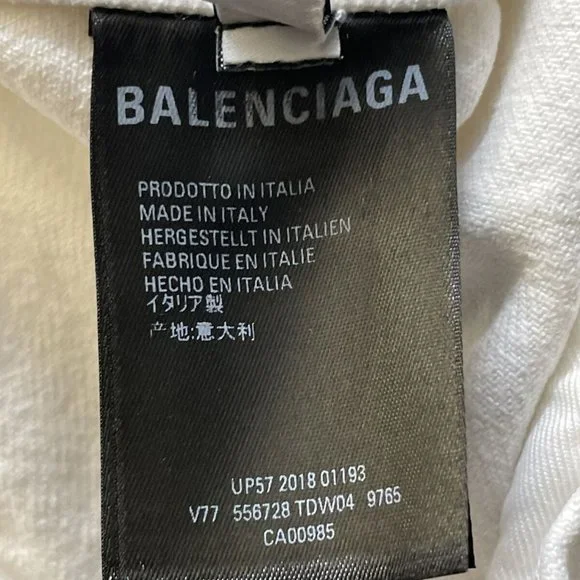 BALENCIAGA
PRODOTTO IN ITALIA
MADE IN ITALY
HERGESTELLT IN ITALIEN
FABRIQUE EN ITALIE
HECHO EN ITALIA
イタリア製
产地:意大利
UP57 2018 01193
V77 556728 TDW04 9765
CA00985